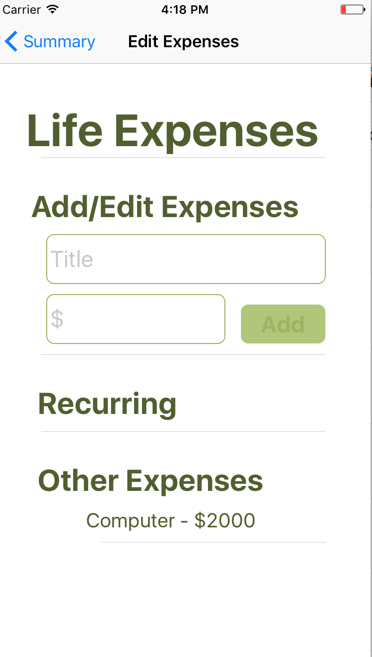 Carrier 4:18 PM
Summary Edit Expenses
Life Expenses
Add/Edit Expenses
Title
$ Add
Recurring
Other Expenses
Computer - $2000